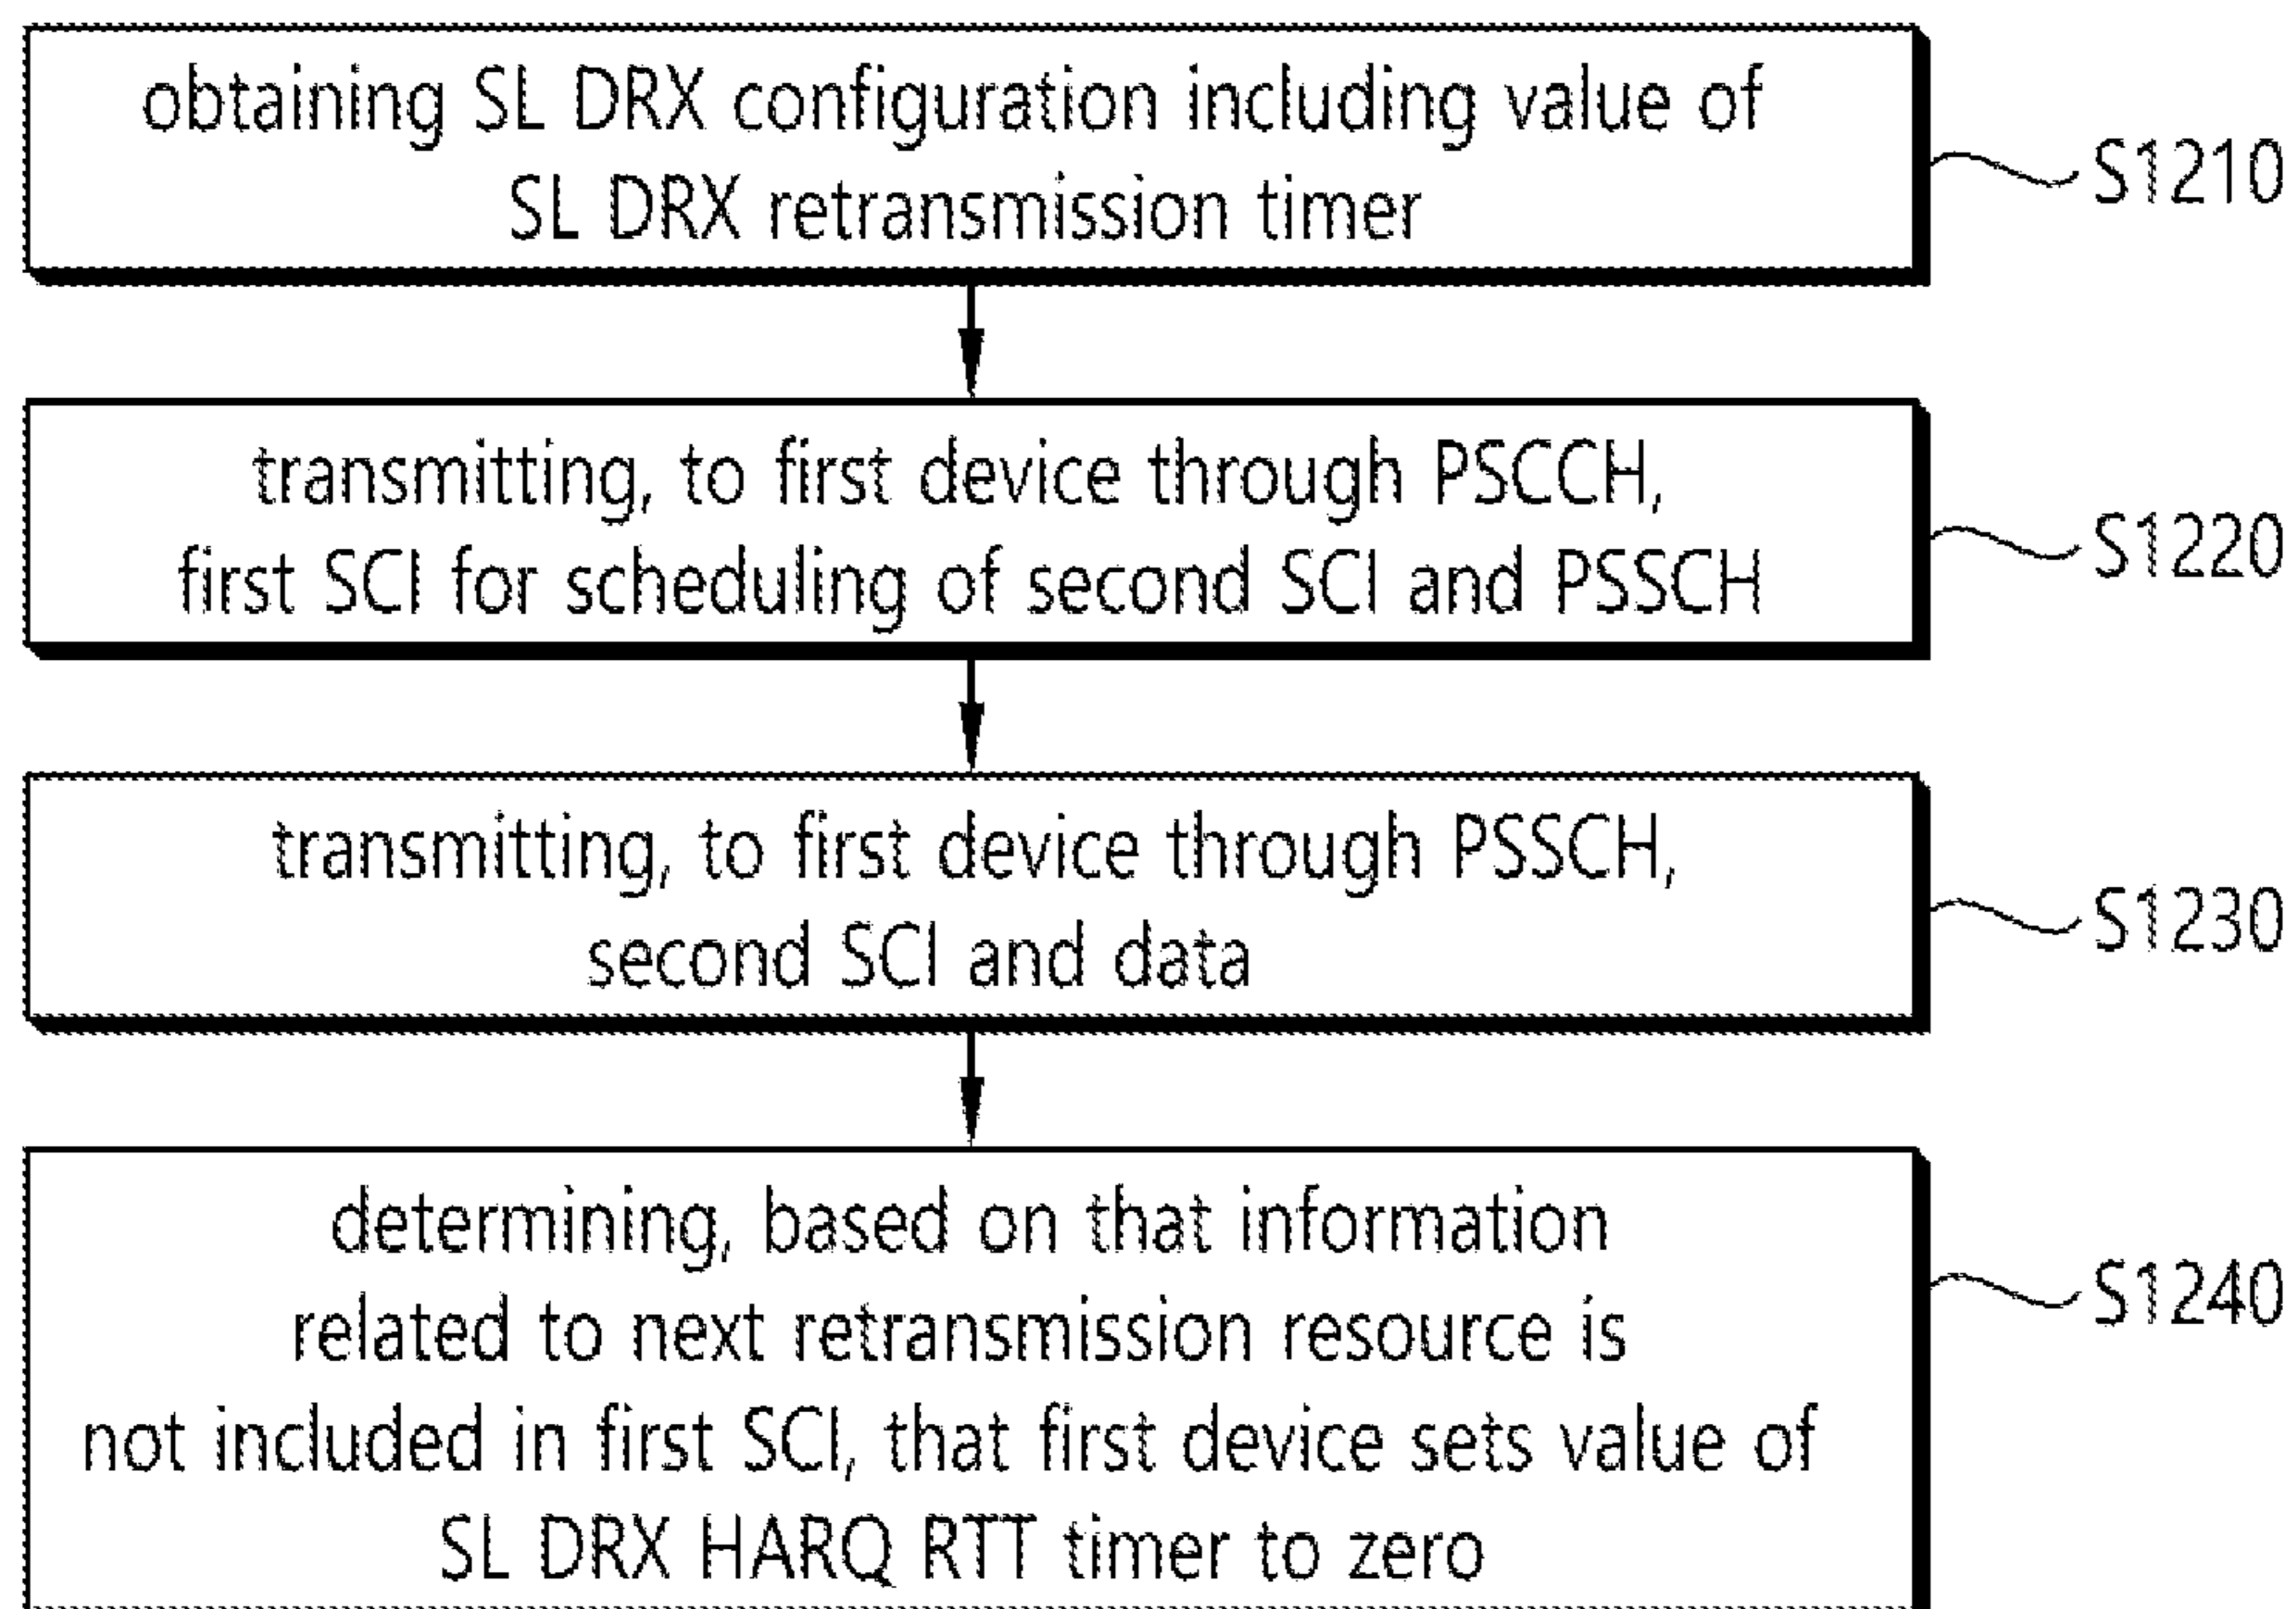 obtaining SL DRX configuration including value of
SL DRX retransmission timer
S1210
transmitting, to first device through PSCCH,
first SCI for scheduling of second SCI and PSSCH
S1220
transmitting, to first device through PSSCH,
second SCI and data
S1230
determining, based on that information
related to next retransmission resource is
not included in first SCI, that first device sets value of
SL DRX HARQ RTT timer to zero
S1240